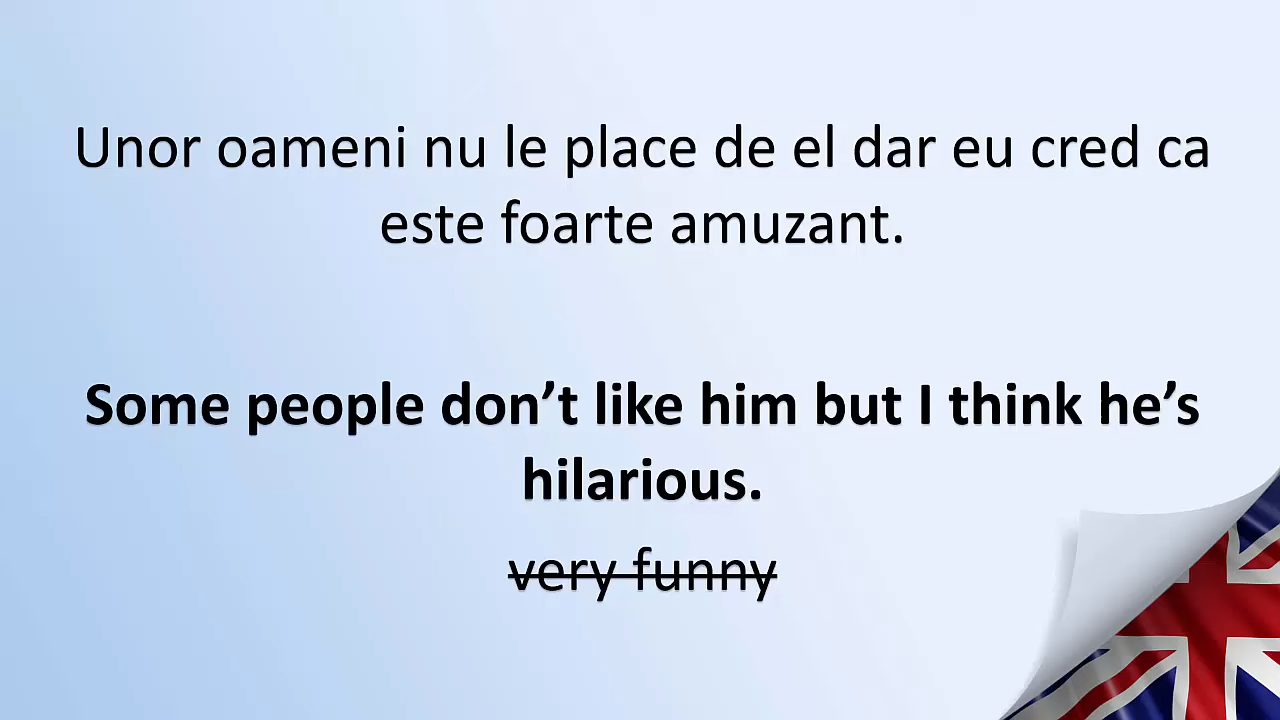 Unor oameni nu le place de el dar eu cred ca
este foarte amuzant.
Some people don’t like him but I think he’s
hilarious.
very funny